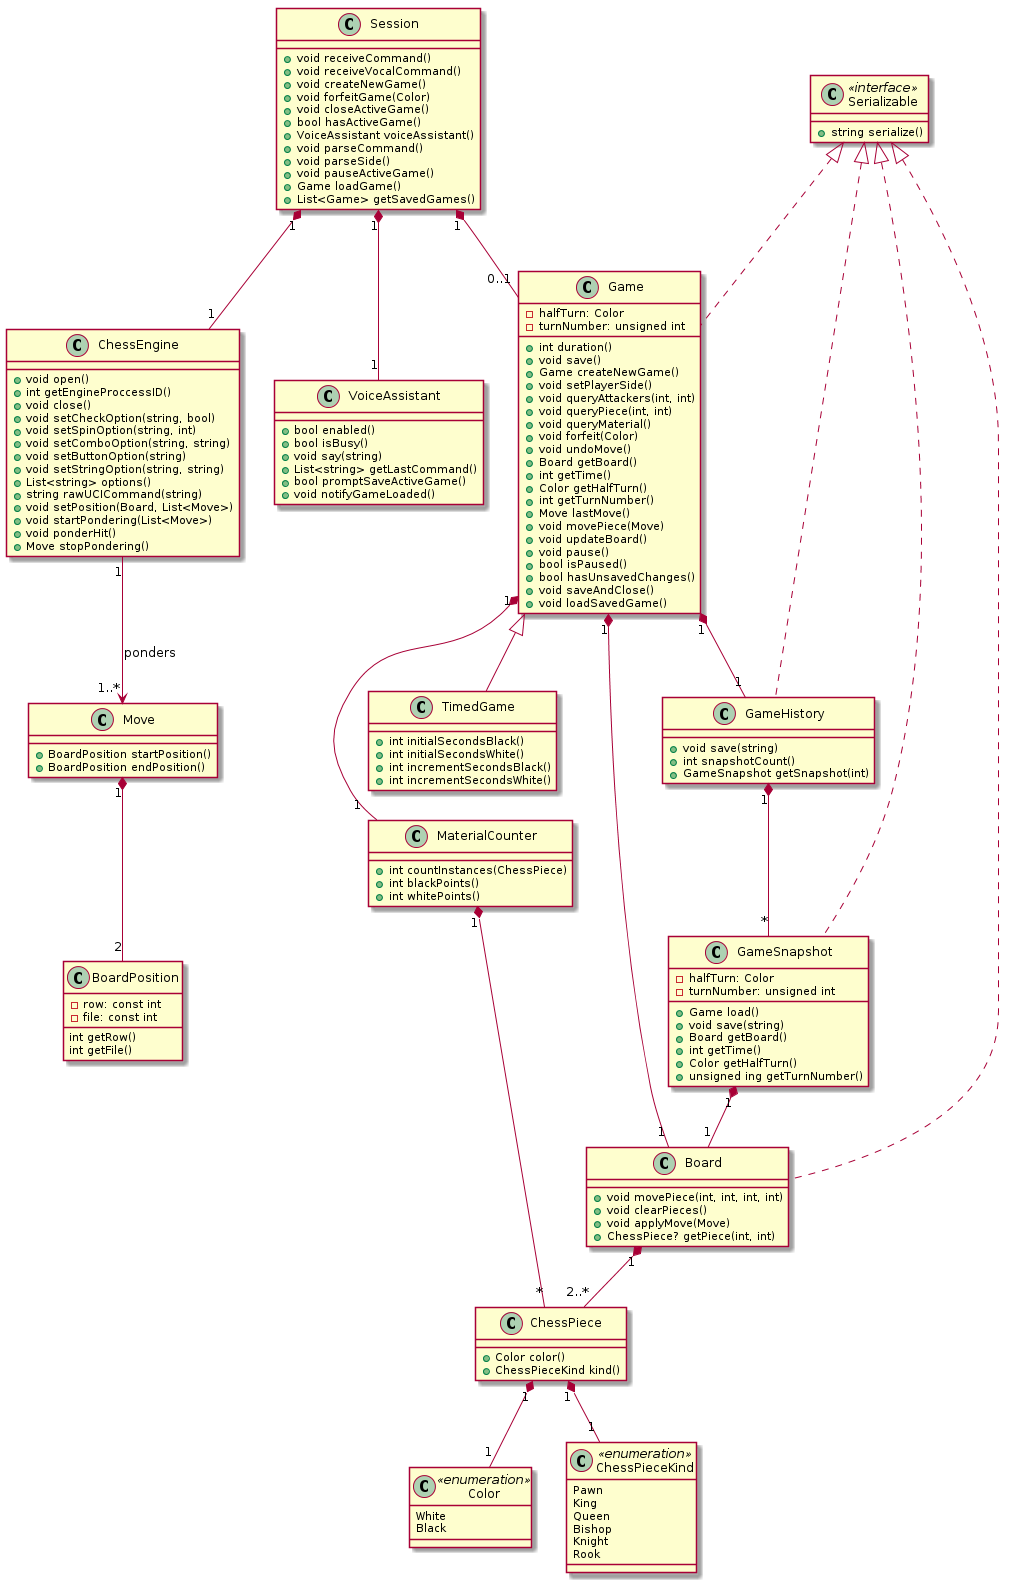 C Session
void receiveCommand()
void receiveVocalCommand()
void createNewGame()
void forfeitGame(Color)
void closeActiveGame()
bool hasActiveGame()
VoiceAssistant voiceAssistant()
void parseCommand()
void parseSide()
void pauseActiveGame()
Game loadGame()
List<Game> getSavedGames()
C «interface»
Serializable
string serialize()
1
1
1
1
1
0..1
C ChessEngine
void open()
int getEngineProccessID()
void close()
void setCheckOption(string, bool)
void setSpinOption(string, int)
void setComboOption(string, string)
void setButtonOption(string)
void setStringOption(string, string)
List<string> options()
string rawUCICommand(string)
void setPosition(Board, List<Move>)
void startPondering(List<Move>)
void ponderHit()
Move stopPondering()
C VoiceAssistant
bool enabled()
bool isBusy()
void say(string)
List<string> getLastCommand()
bool promptSaveActiveGame()
void notifyGameLoaded()
C Game
halfTurn: Color
turnNumber: unsigned int
int duration()
void save()
Game createNewGame()
void setPlayerSide()
void queryAttackers(int, int)
void queryPiece(int, int)
void queryMaterial()
void forfeit(Color)
void undoMove()
Board getBoard()
int getTime()
Color getHalfTurn()
int getTurnNumber()
Move lastMove()
void movePiece(Move)
void updateBoard()
void pause()
bool isPaused()
bool hasUnsavedChanges()
void saveAndClose()
void loadSavedGame()
1
ponders
1..*
1
1
1
1
1
1
1
C Move
BoardPosition startPosition()
BoardPosition endPosition()
C TimedGame
int initialSecondsBlack()
int initialSecondsWhite()
int incrementSecondsBlack()
int incrementSecondsWhite()
C GameHistory
void save(string)
int snapshotCount()
GameSnapshot getSnapshot(int)
C MaterialCounter
int countInstances(ChessPiece)
int blackPoints()
int whitePoints()
1
2
1
*
1
*
C BoardPosition
row: const int
file: const int
int getRow()
int getFile()
C GameSnapshot
halfTurn: Color
turnNumber: unsigned int
Game load()
void save(string)
Board getBoard()
int getTime()
Color getHalfTurn()
unsigned ing getTurnNumber()
1
C Board
void movePiece(int, int, int, int)
void clearPieces()
void applyMove(Move)
ChessPiece? getPiece(int, int)
1
2..*
C ChessPiece
Color color()
ChessPieceKind kind()
1
1
1
1
C «enumeration»
Color
White
Black
C «enumeration»
ChessPieceKind
Pawn
King
Queen
Bishop
Knight
Rook